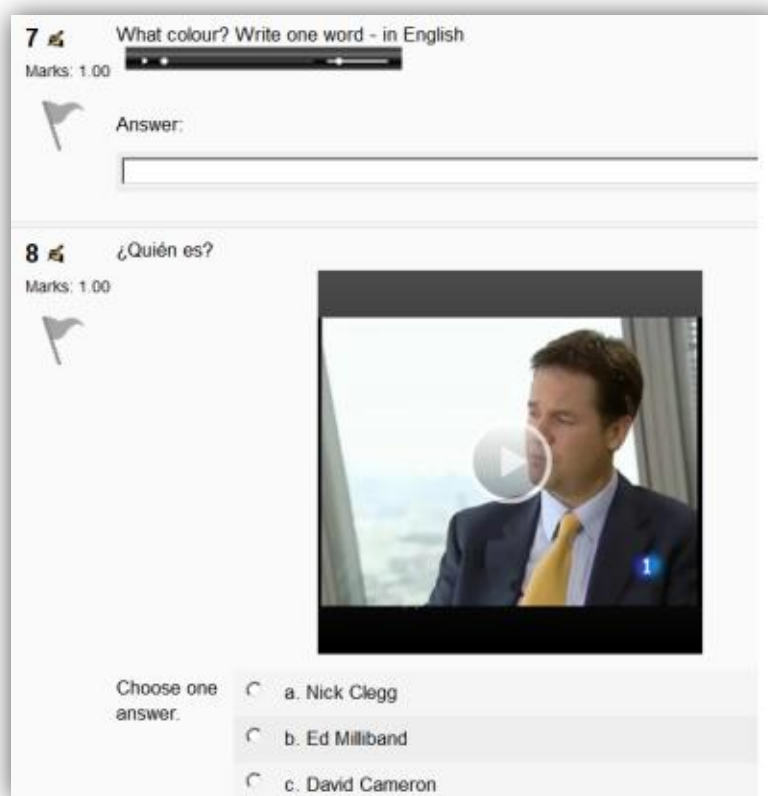 7 What colour? Write one word - in English
Marks: 1.00
Answer:
8 ¿Quién es?
Marks: 1.00
1
Choose one
answer.
a. Nick Clegg
b. Ed Milliband
c. David Cameron